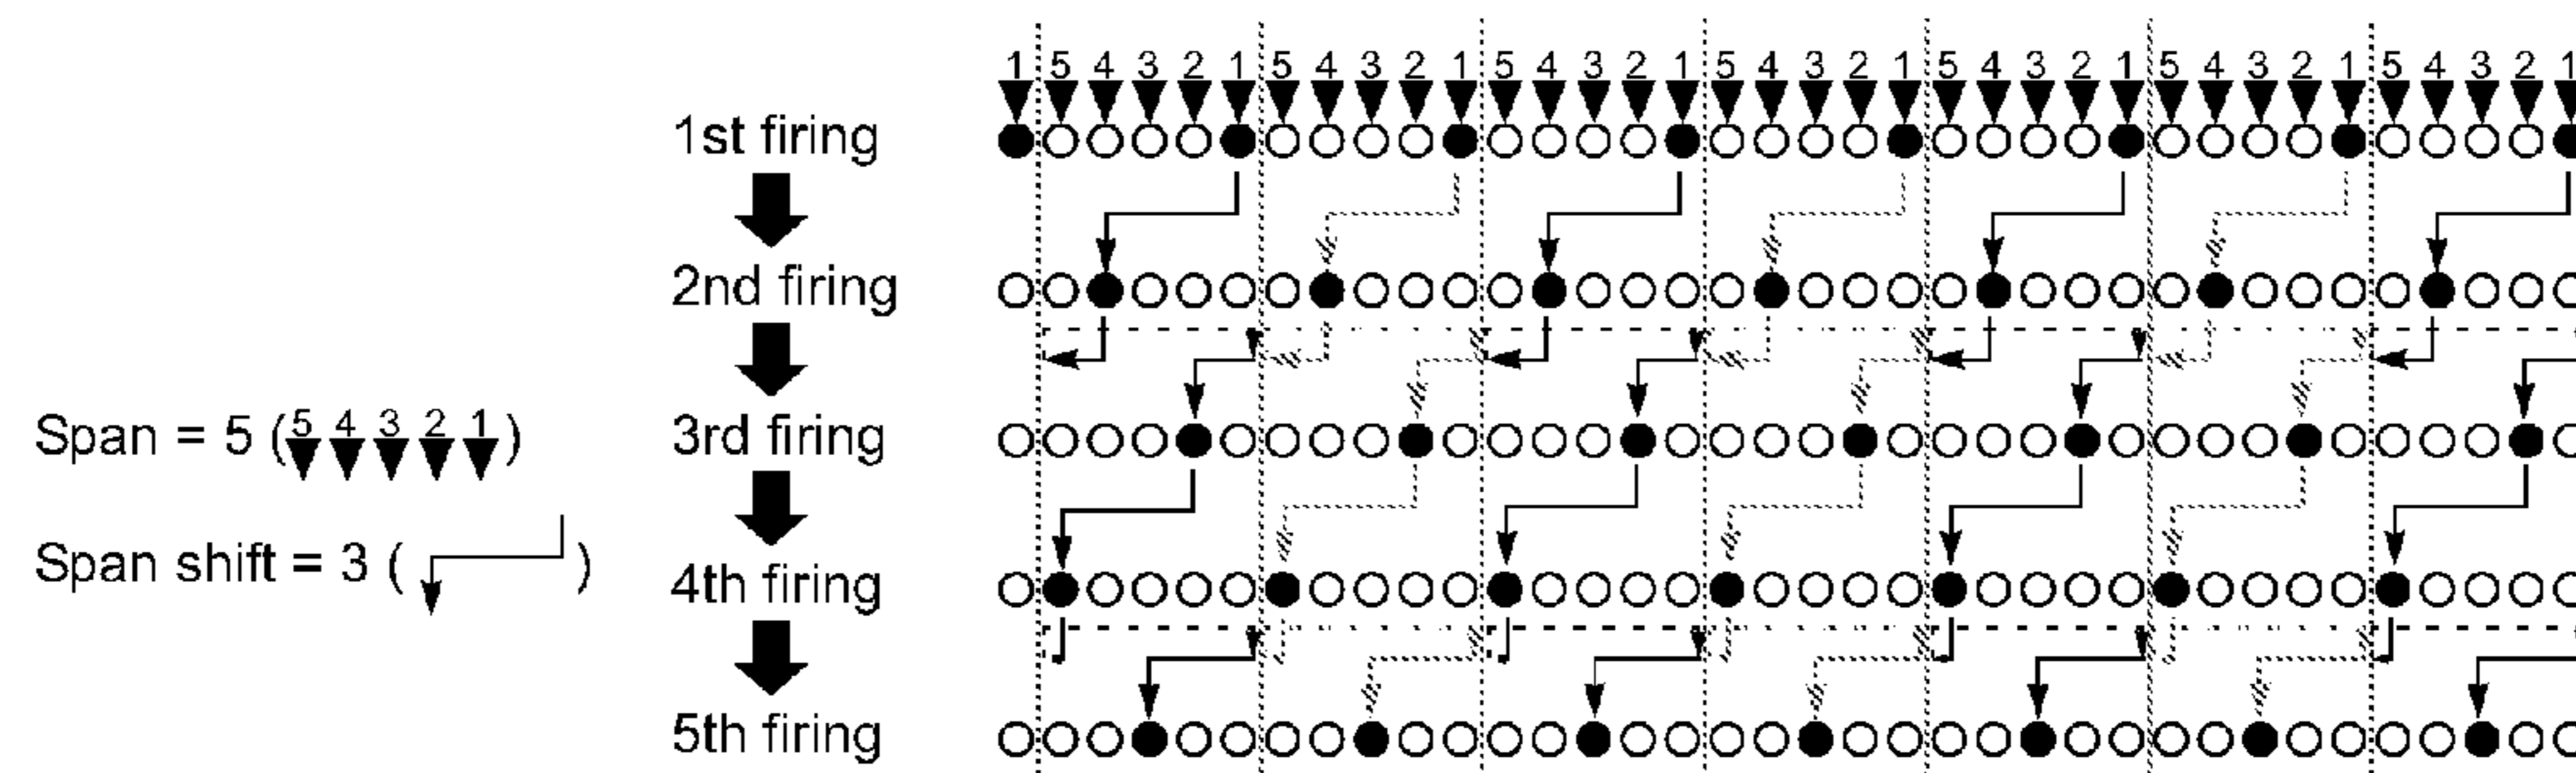 1 5 4 3 2 1 5 4 3 2 1 5 4 3 2 1 5 4 3 2 1 5 4 3 2 1 5 4 3 2 1 5 4 3 2 1
1st firing
2nd firing
3rd firing
4th firing
5th firing
Span = 5 (5 4 3 2 1)
Span shift = 3 ( )